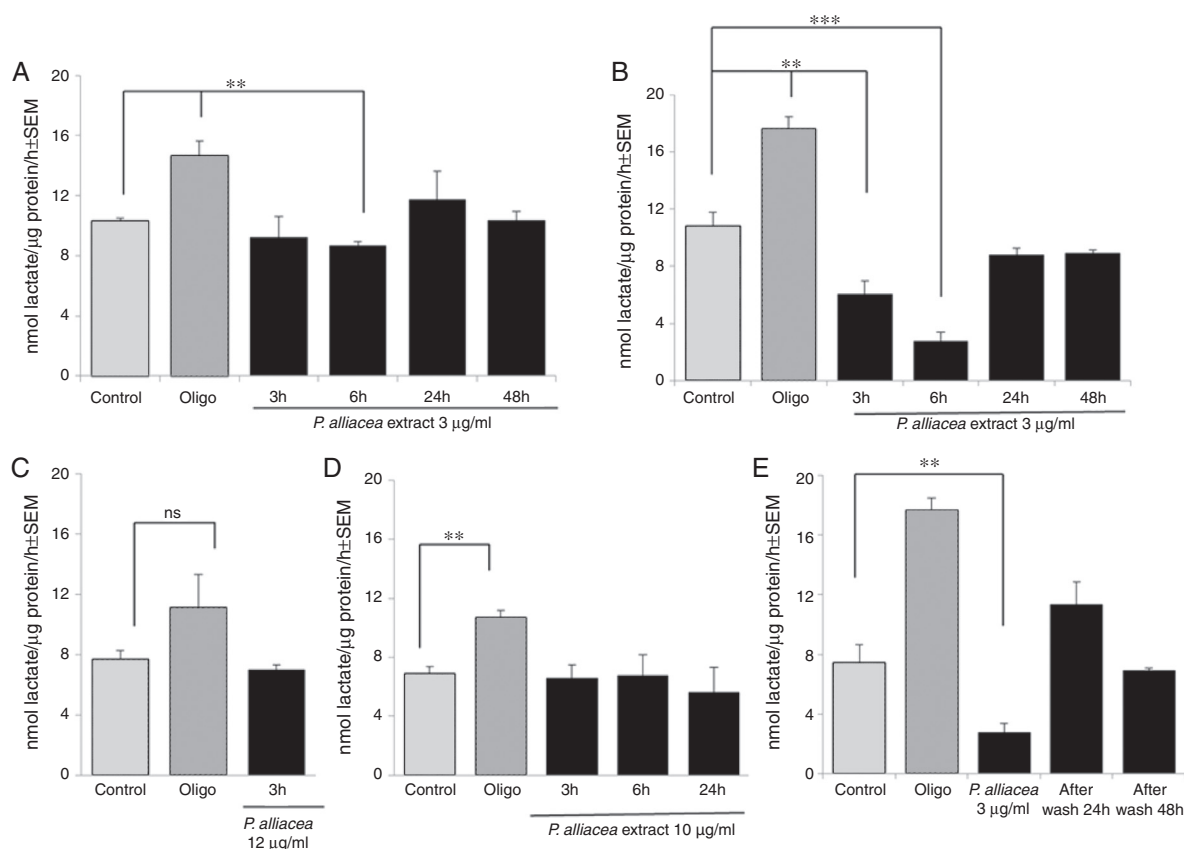 A
nmol lactate/μg protein/h±SEM
20
16
12
8
4
0
**
Control
Oligo
3h
6h
24h
48h
P. alliacea extract 3 μg/ml
B
nmol lactate/μg protein/h±SEM
20
16
12
8
4
0
***
**
Control
Oligo
3h
6h
24h
48h
P. alliacea extract 3 μg/ml
C
nmol lactate/μg protein/h±SEM
20
16
12
8
4
0
ns
Control
Oligo
3h
P. alliacea
12 μg/ml
D
nmol lactate/μg protein/h±SEM
20
16
12
8
4
0
**
Control
Oligo
3h
6h
24h
P. alliacea extract 10 μg/ml
E
nmol lactate/μg protein/h±SEM
20
16
12
8
4
0
**
Control
Oligo
P. alliacea
3 μg/ml
After
wash 24h
After
wash 48h